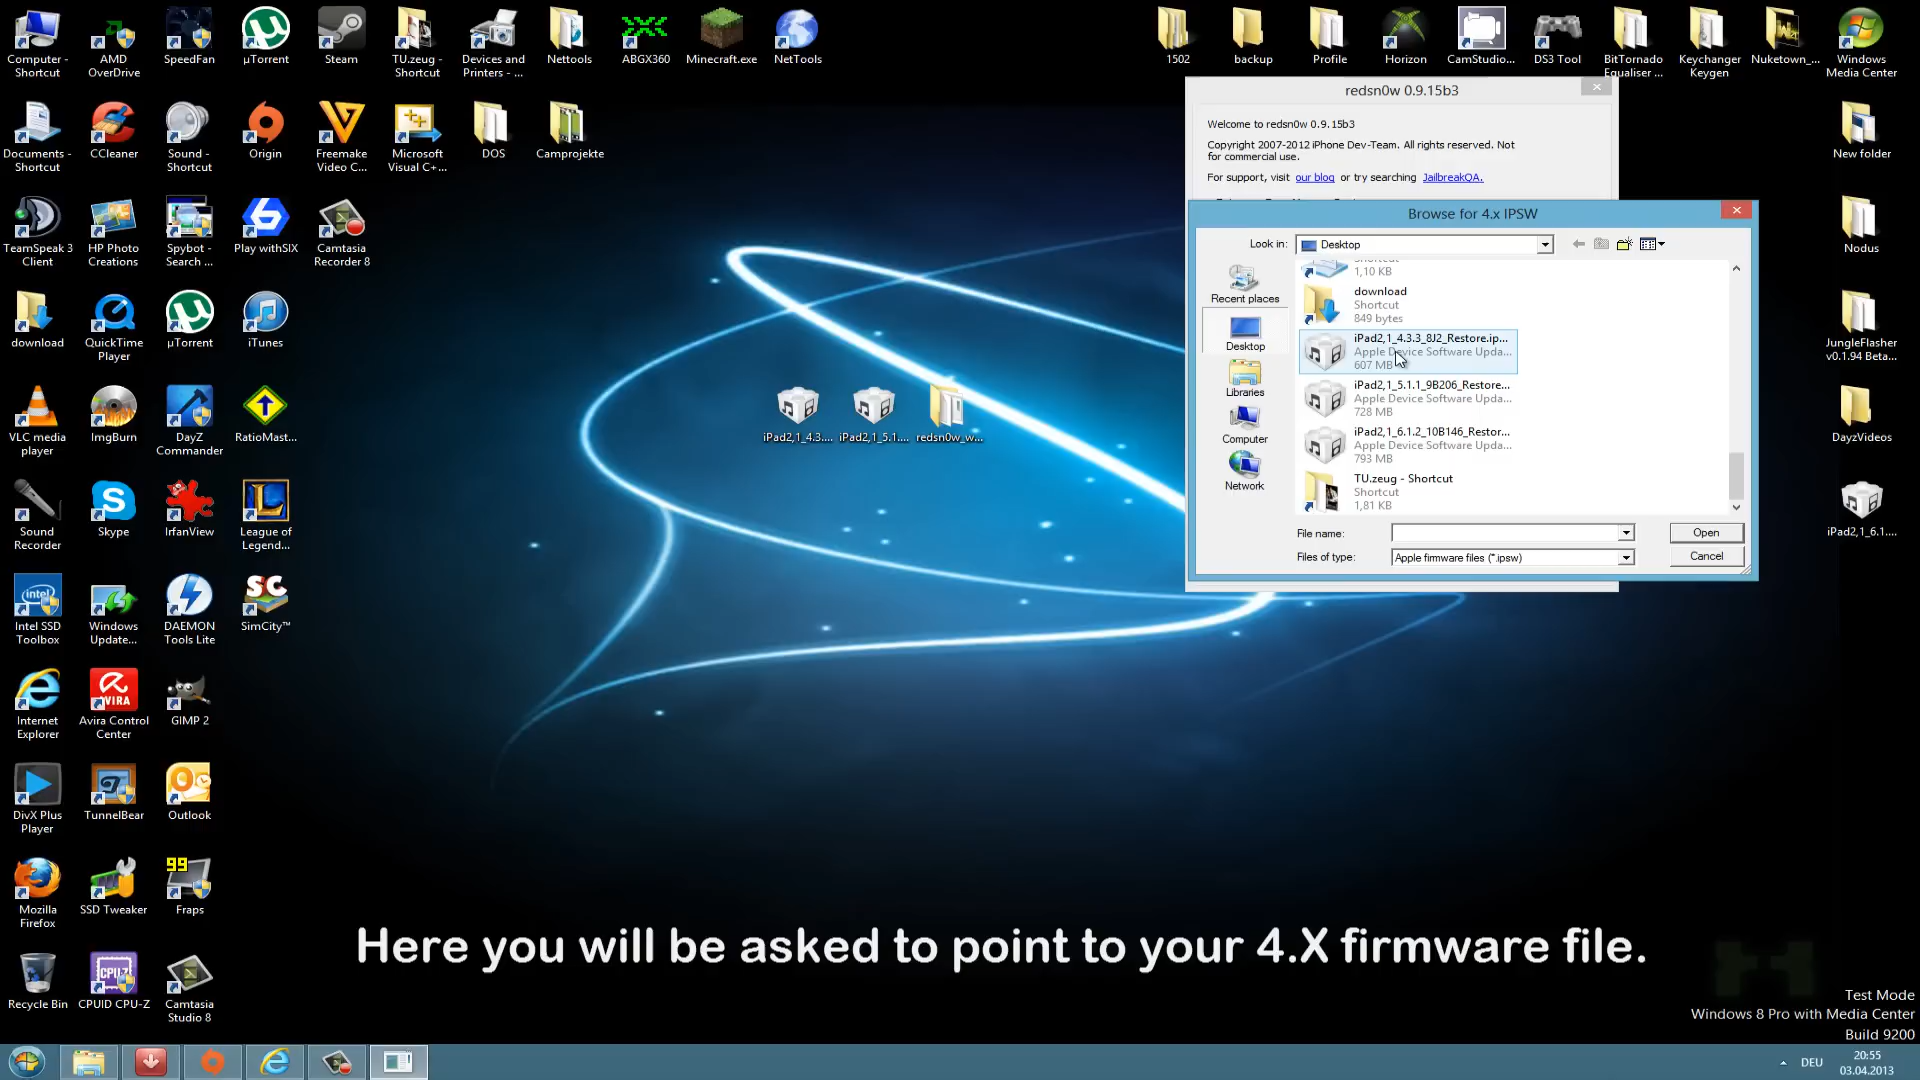 Computer - Shortcut
AMD OverDrive
SpeedFan
µTorrent
Steam
TU.zeug - Shortcut
Devices and Printers - ...
Nettools
ABGX360
Minecraft.exe
NetTools
1502
backup
Profile
Horizon
CamStudio...
DS3 Tool
BitTornado Equaliser ...
Keychanger Keygen
Nuketown_...
Windows Media Center
Documents - Shortcut
CCleaner
Sound - Shortcut
Origin
Freemake Video C...
Microsoft Visual C+...
DOS
Camprojekte
New folder
TeamSpeak 3 Client
HP Photo Creations
Spybot - Search ...
Play withSIX
Camtasia Recorder 8
Nodus
download
QuickTime Player
µTorrent
iTunes
JungleFlasher v0.1.94 Beta...
VLC media player
ImgBurn
DayZ Commander
RatioMast...
iPad2,1_4.3....
iPad2,1_5.1....
redsn0w_w...
DayzVideos
Sound Recorder
Skype
IrfanView
League of Legend...
iPad2,1_6.1....
Intel SSD Toolbox
intel
Windows Update...
DAEMON Tools Lite
SC
SimCity™
Internet Explorer
Avira Control Center
AVIRA
GIMP 2
DivX Plus Player
TunnelBear
Outlook
Mozilla Firefox
SSD Tweaker
99
Fraps
Recycle Bin
CPU-Z
CPUID CPU-Z
Camtasia Studio 8
redsn0w 0.9.15b3
Welcome to redsn0w 0.9.15b3
Copyright 2007-2012 iPhone Dev-Team. All rights reserved. Not
for commercial use.
For support, visit our blog or try searching JailbreakQA.
Browse for 4.x IPSW
Look in:
Desktop
Recent places
Desktop
Libraries
Computer
Network
1,10 KB
download
Shortcut
849 bytes
iPad2,1_4.3.3_8J2_Restore.ip...
Apple Device Software Upda...
607 MB
iPad2,1_5.1.1_9B206_Restore...
Apple Device Software Upda...
728 MB
iPad2,1_6.1.2_10B146_Restor...
Apple Device Software Upda...
793 MB
TU.zeug - Shortcut
Shortcut
1,81 KB
File name:
Open
Files of type:
Apple firmware files (*.ipsw)
Cancel
Here you will be asked to point to your 4.X firmware file.
Test Mode
Windows 8 Pro with Media Center
Build 9200
DEU
20:55
03.04.2013